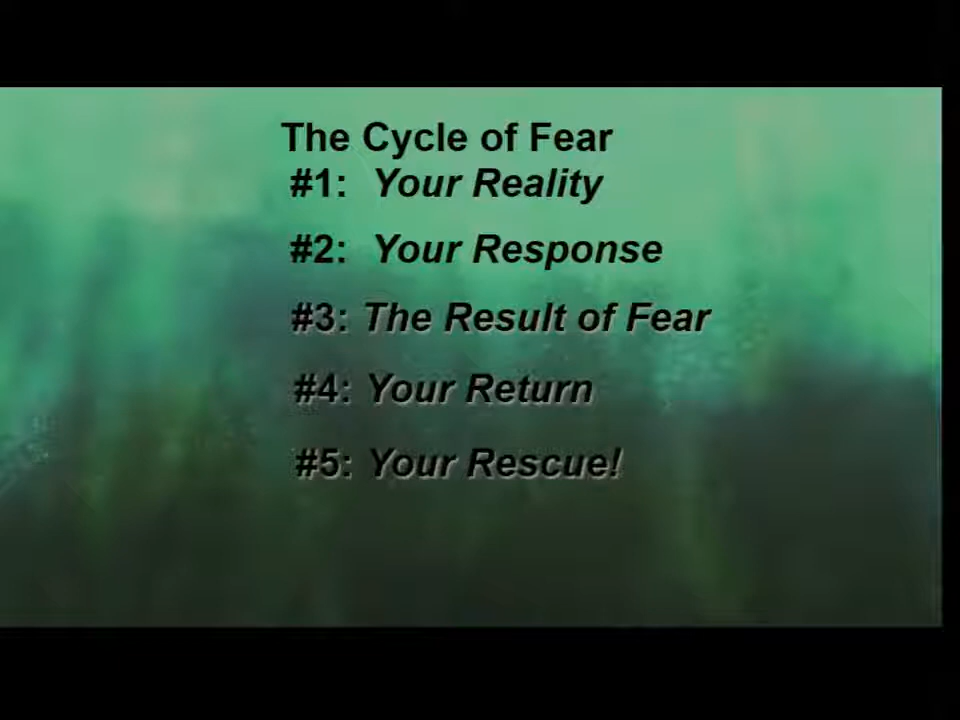 The Cycle of Fear
#1: Your Reality
#2: Your Response
#3: The Result of Fear
#4: Your Return
#5: Your Rescue!